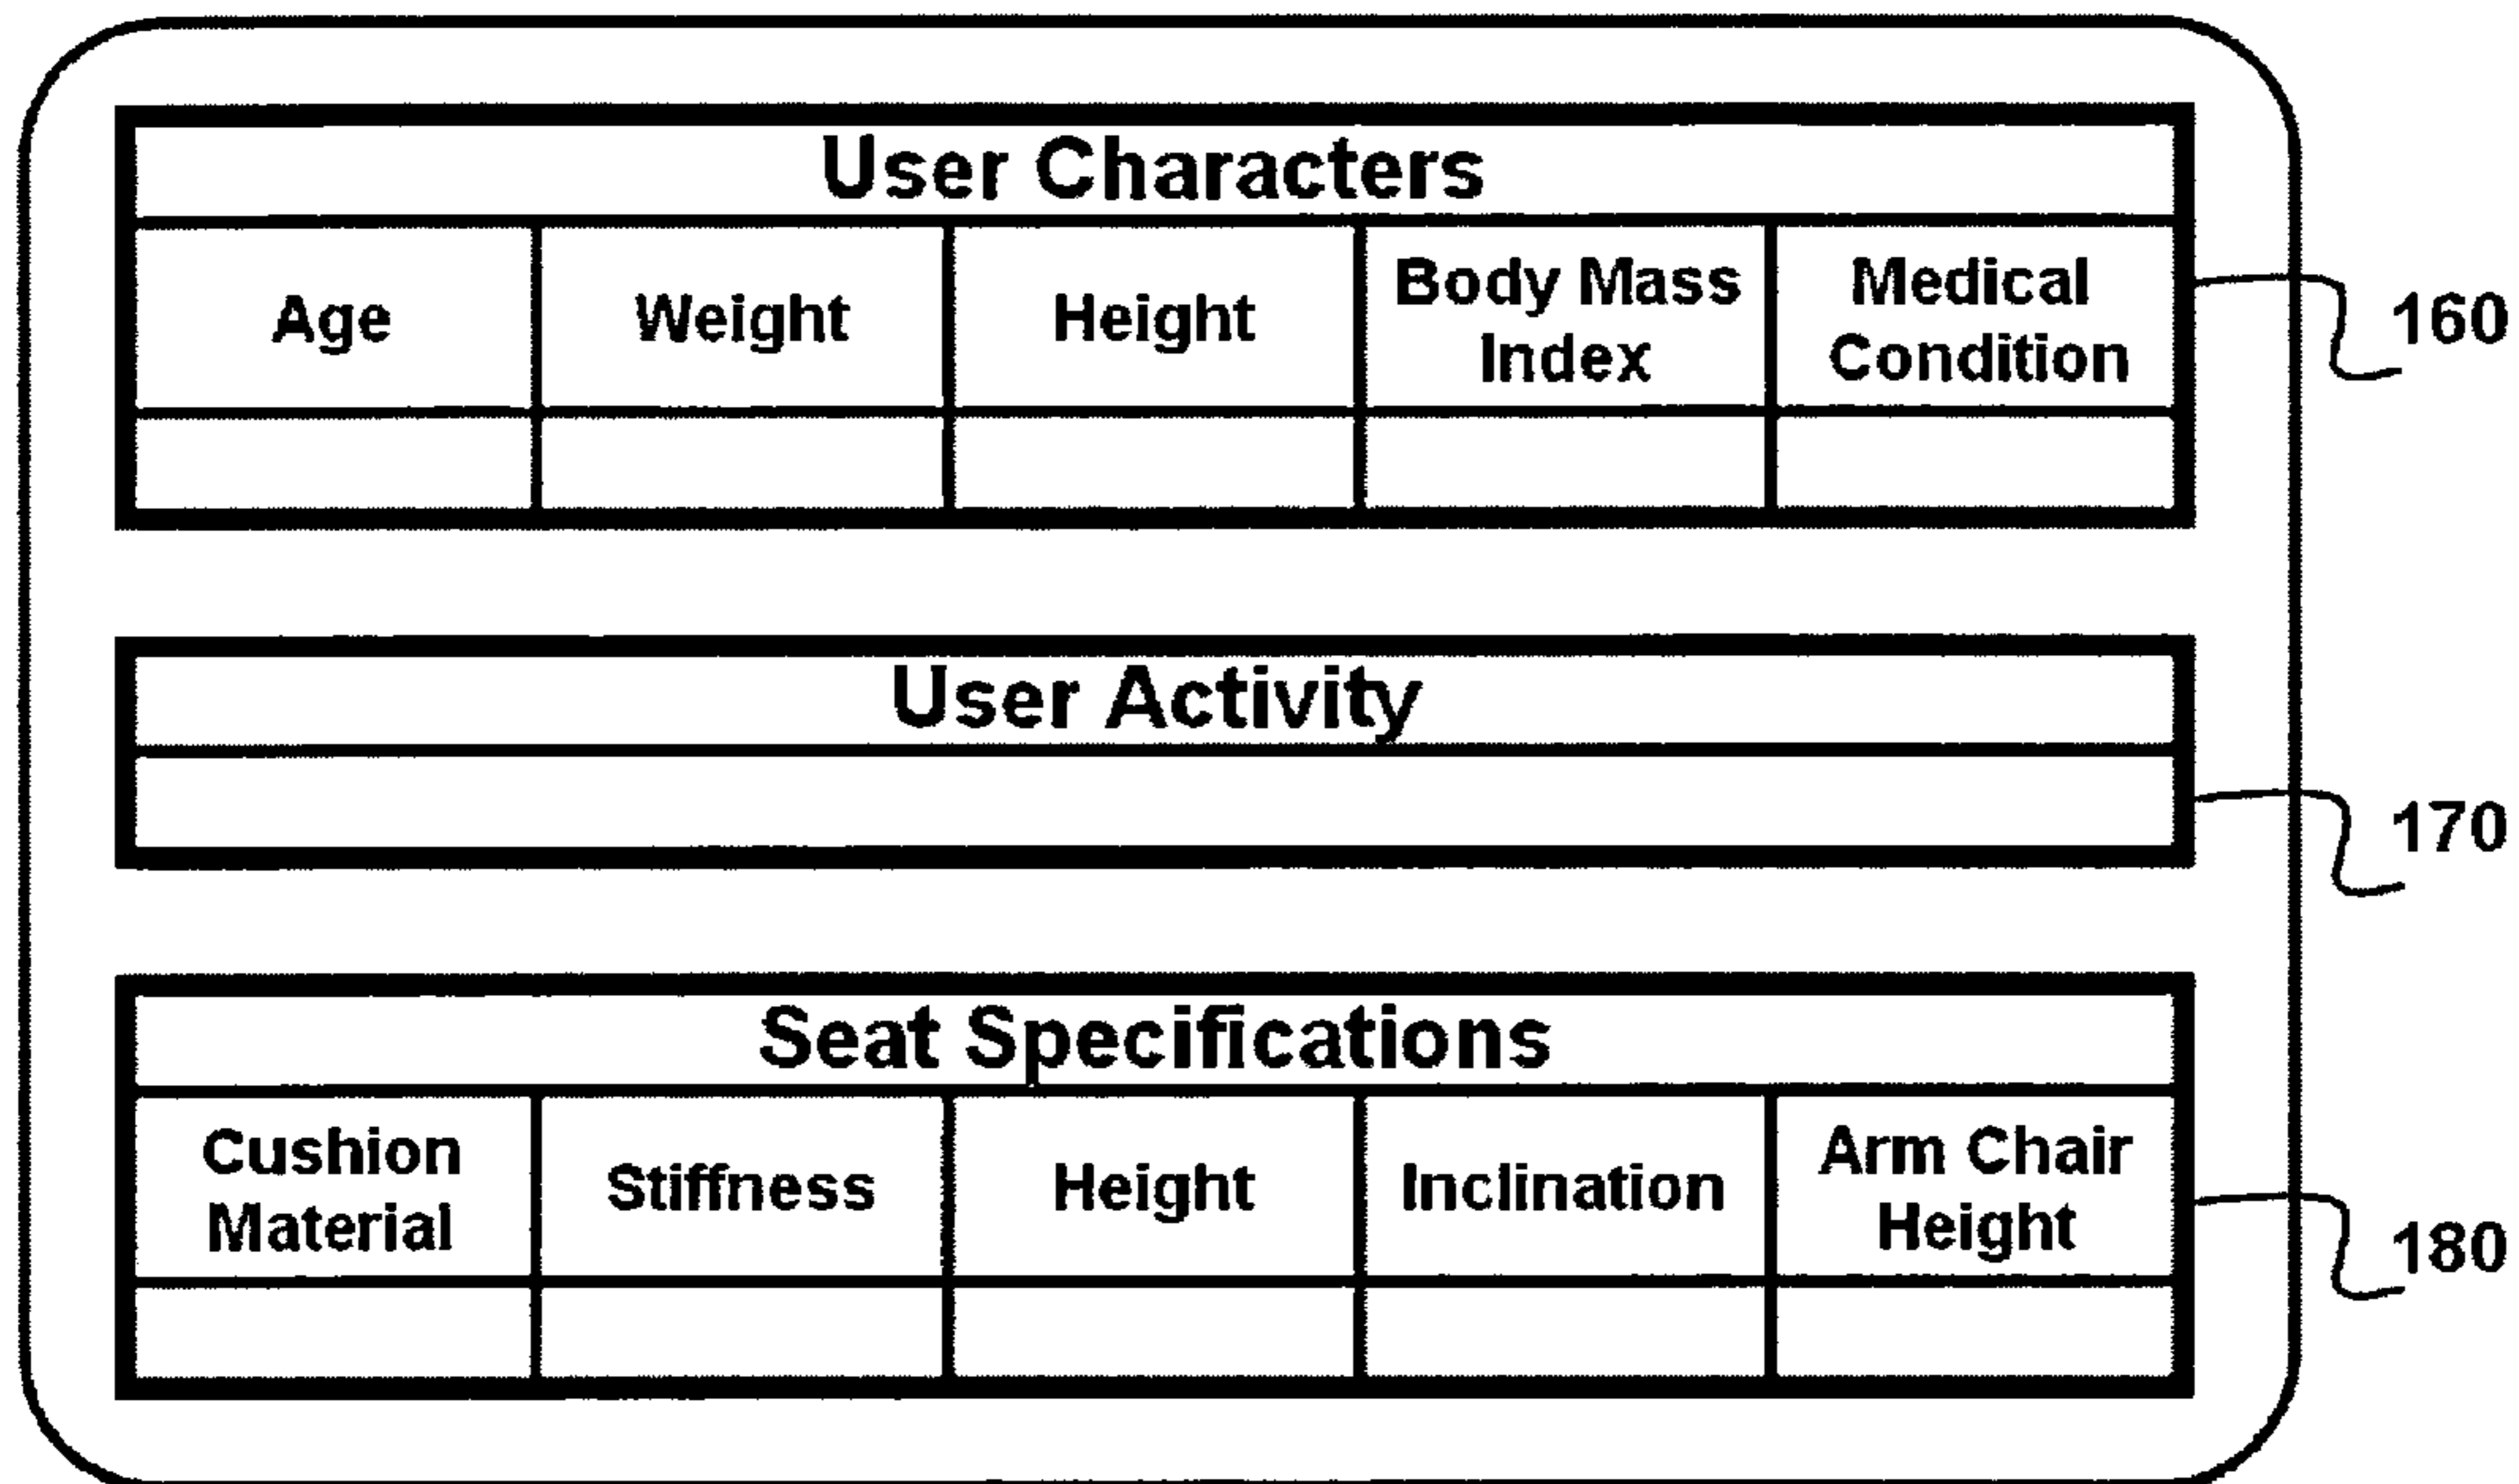 User Characters
Age Weight Height Body Mass Index Medical Condition
160
User Activity
170
Seat Specifications
Cushion Material Stiffness Height Inclination Arm Chair Height
180